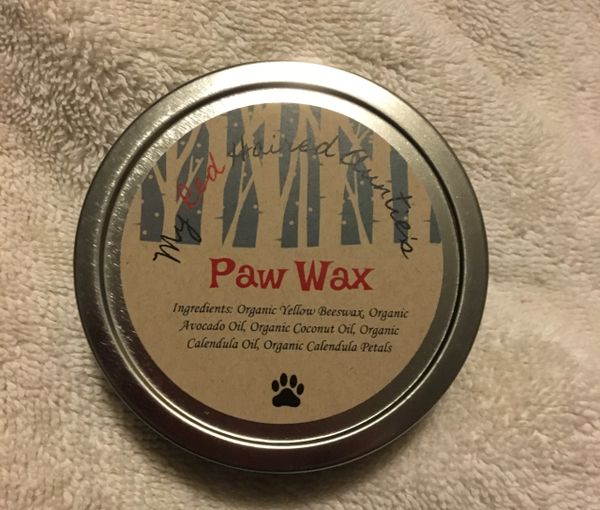 My Red Haired Auntie's
Paw Wax
Ingredients: Organic Yellow Beeswax, Organic
Avocado Oil, Organic Coconut Oil, Organic
Calendula Oil, Organic Calendula Petals